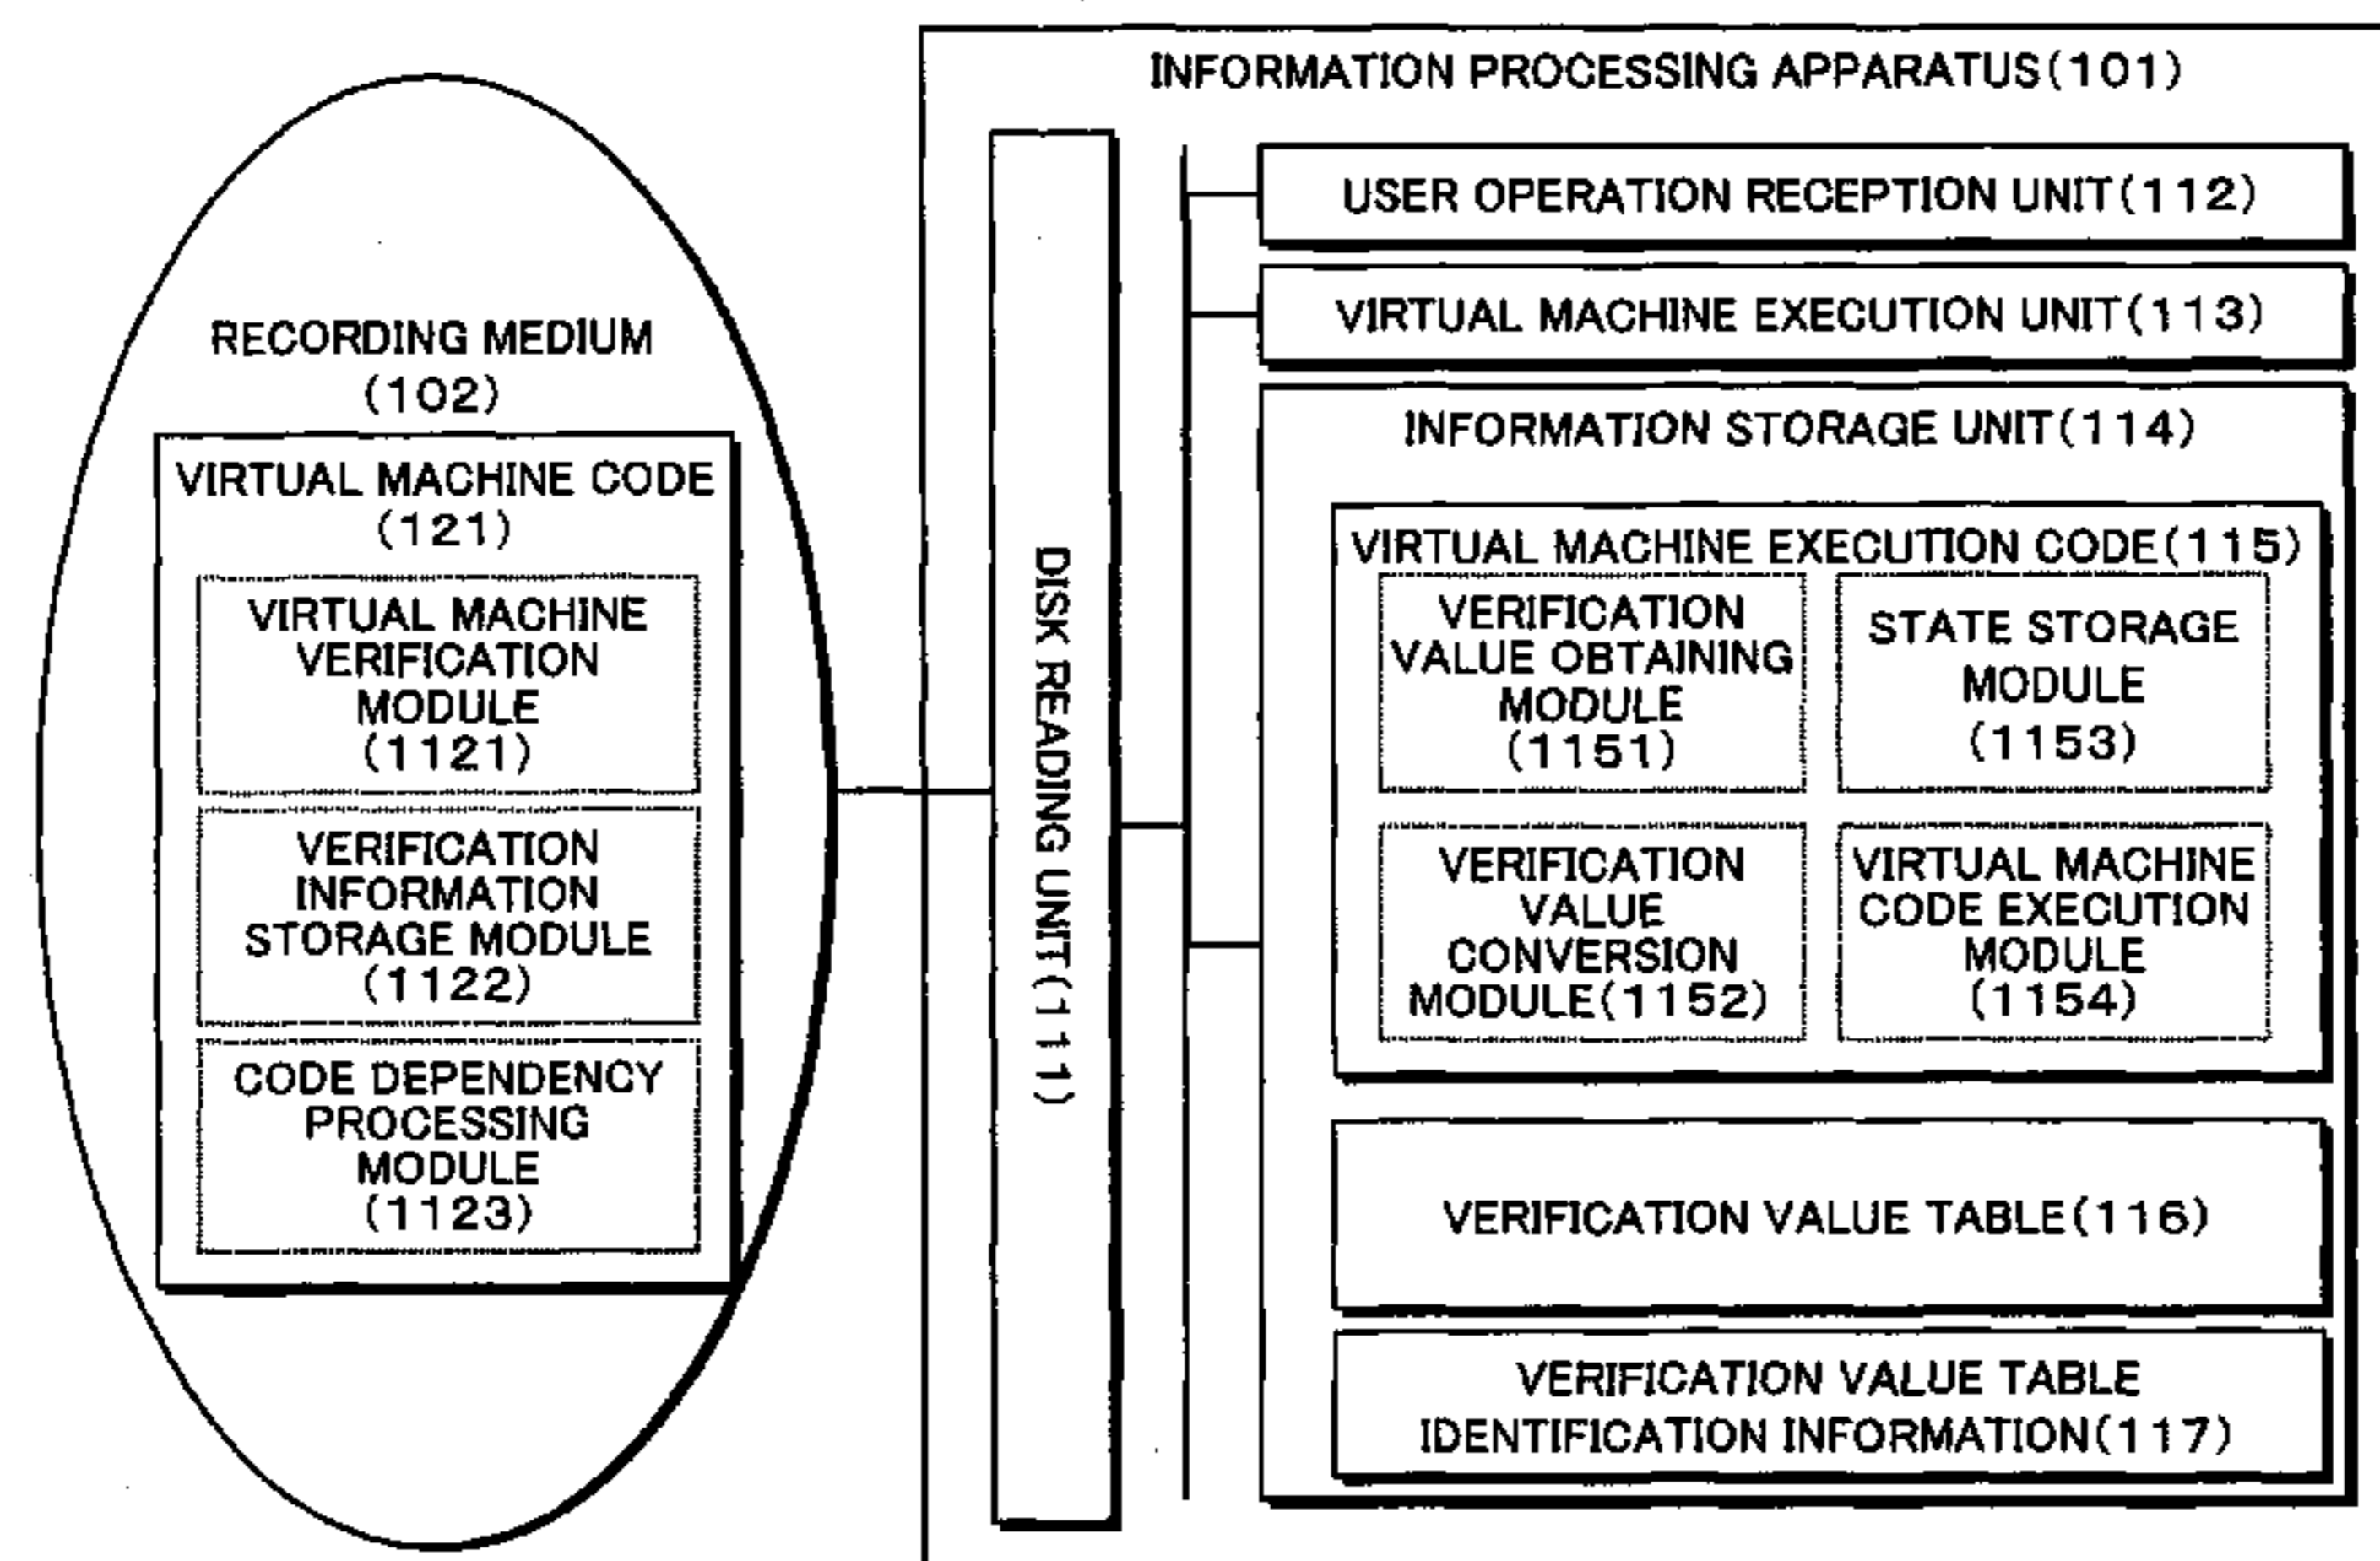 RECORDING MEDIUM
(102)
VIRTUAL MACHINE CODE
(121)
VIRTUAL MACHINE
VERIFICATION
MODULE
(1121)
VERIFICATION
INFORMATION
STORAGE MODULE
(1122)
CODE DEPENDENCY
PROCESSING
MODULE
(1123)
INFORMATION PROCESSING APPARATUS(101)
DISK READING UNIT(111)
USER OPERATION RECEPTION UNIT(112)
VIRTUAL MACHINE EXECUTION UNIT(113)
INFORMATION STORAGE UNIT(114)
VIRTUAL MACHINE EXECUTION CODE(115)
VERIFICATION
VALUE OBTAINING
MODULE
(1151)
STATE STORAGE
MODULE
(1153)
VERIFICATION
VALUE
CONVERSION
MODULE(1152)
VIRTUAL MACHINE
CODE EXECUTION
MODULE
(1154)
VERIFICATION VALUE TABLE(116)
VERIFICATION VALUE TABLE
IDENTIFICATION INFORMATION(117)